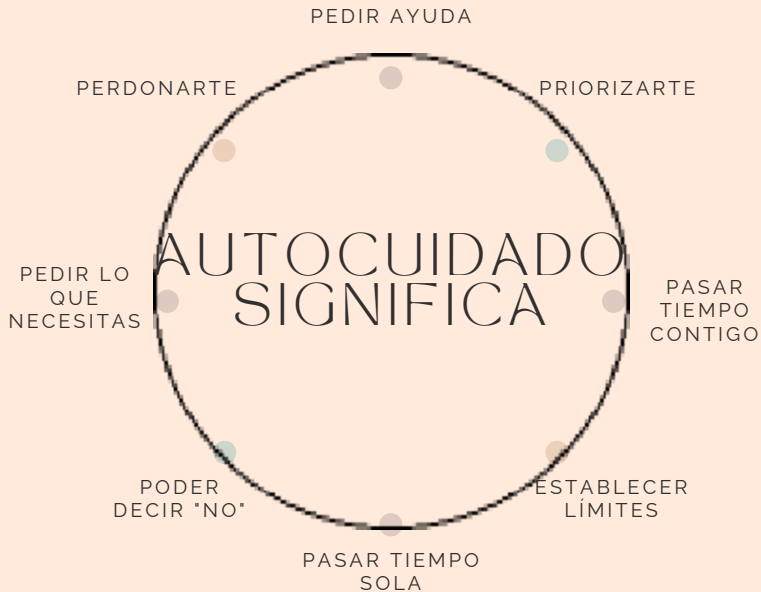 PEDIR AYUDA
PERDONARTE
PRIORIZARTE
AUTOCUIDADO
SIGNIFICA
PEDIR LO
QUE
NECESITAS
PASAR
TIEMPO
CONTIGO
PODER
DECIR "NO"
ESTABLECER
LÍMITES
PASAR TIEMPO
SOLA